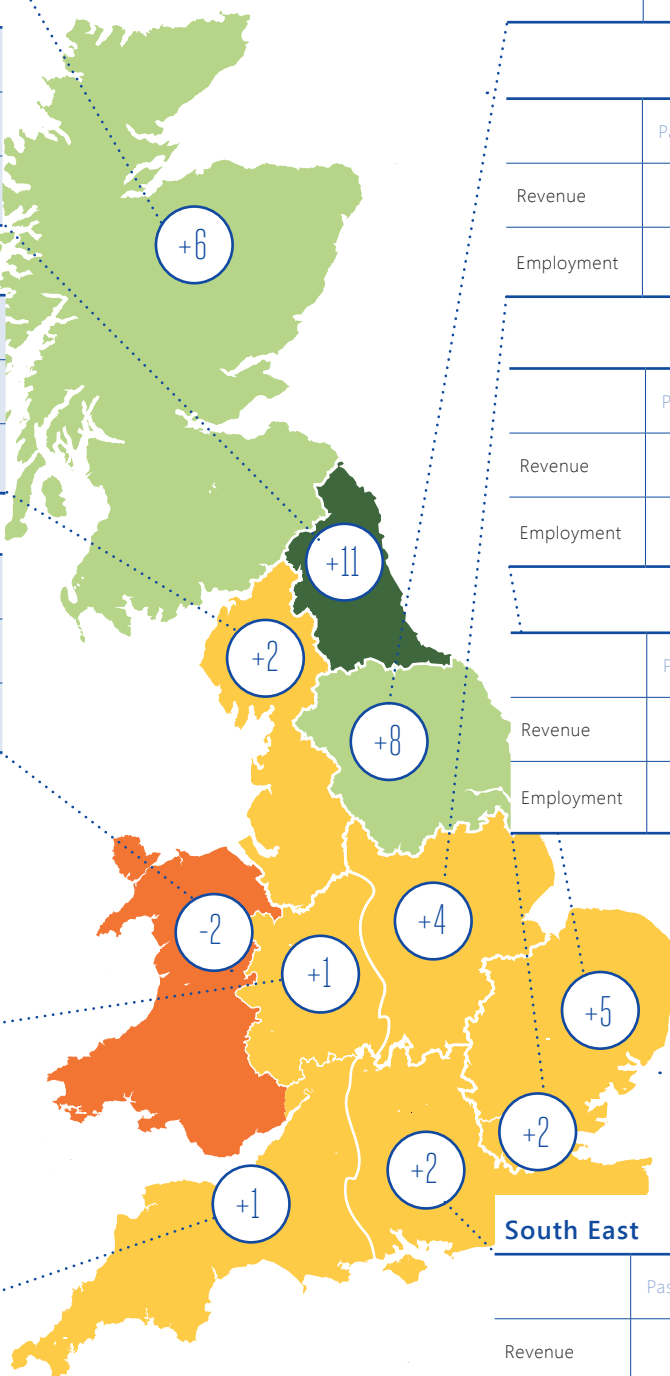 +6
+11
+2
+8
-2
+4
+1
+5
+2
+2
+1
Revenue
Employment
Revenue
Employment
Revenue
Employment
South East
Revenue